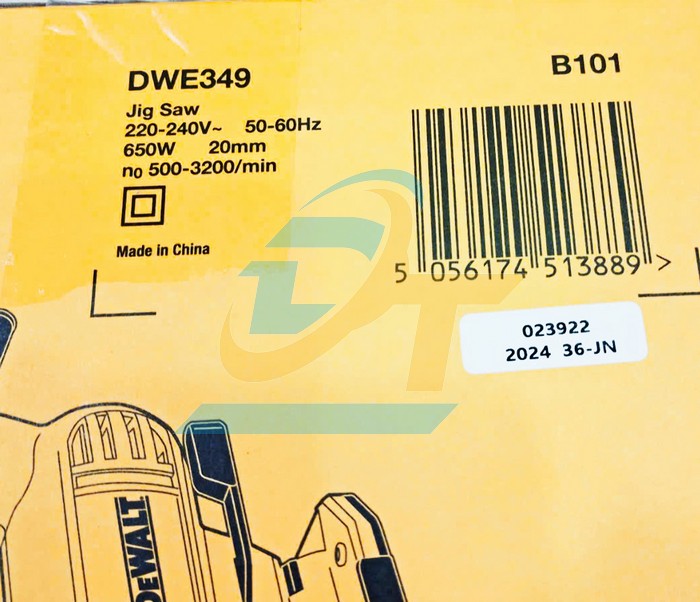 DWE349
B101
Jig Saw
220-240V~ 50-60Hz
650W 20mm
n0 500-3200/min
Made in China
5 056174 513889 >
023922
2024 36-JN
DT
DEWALT